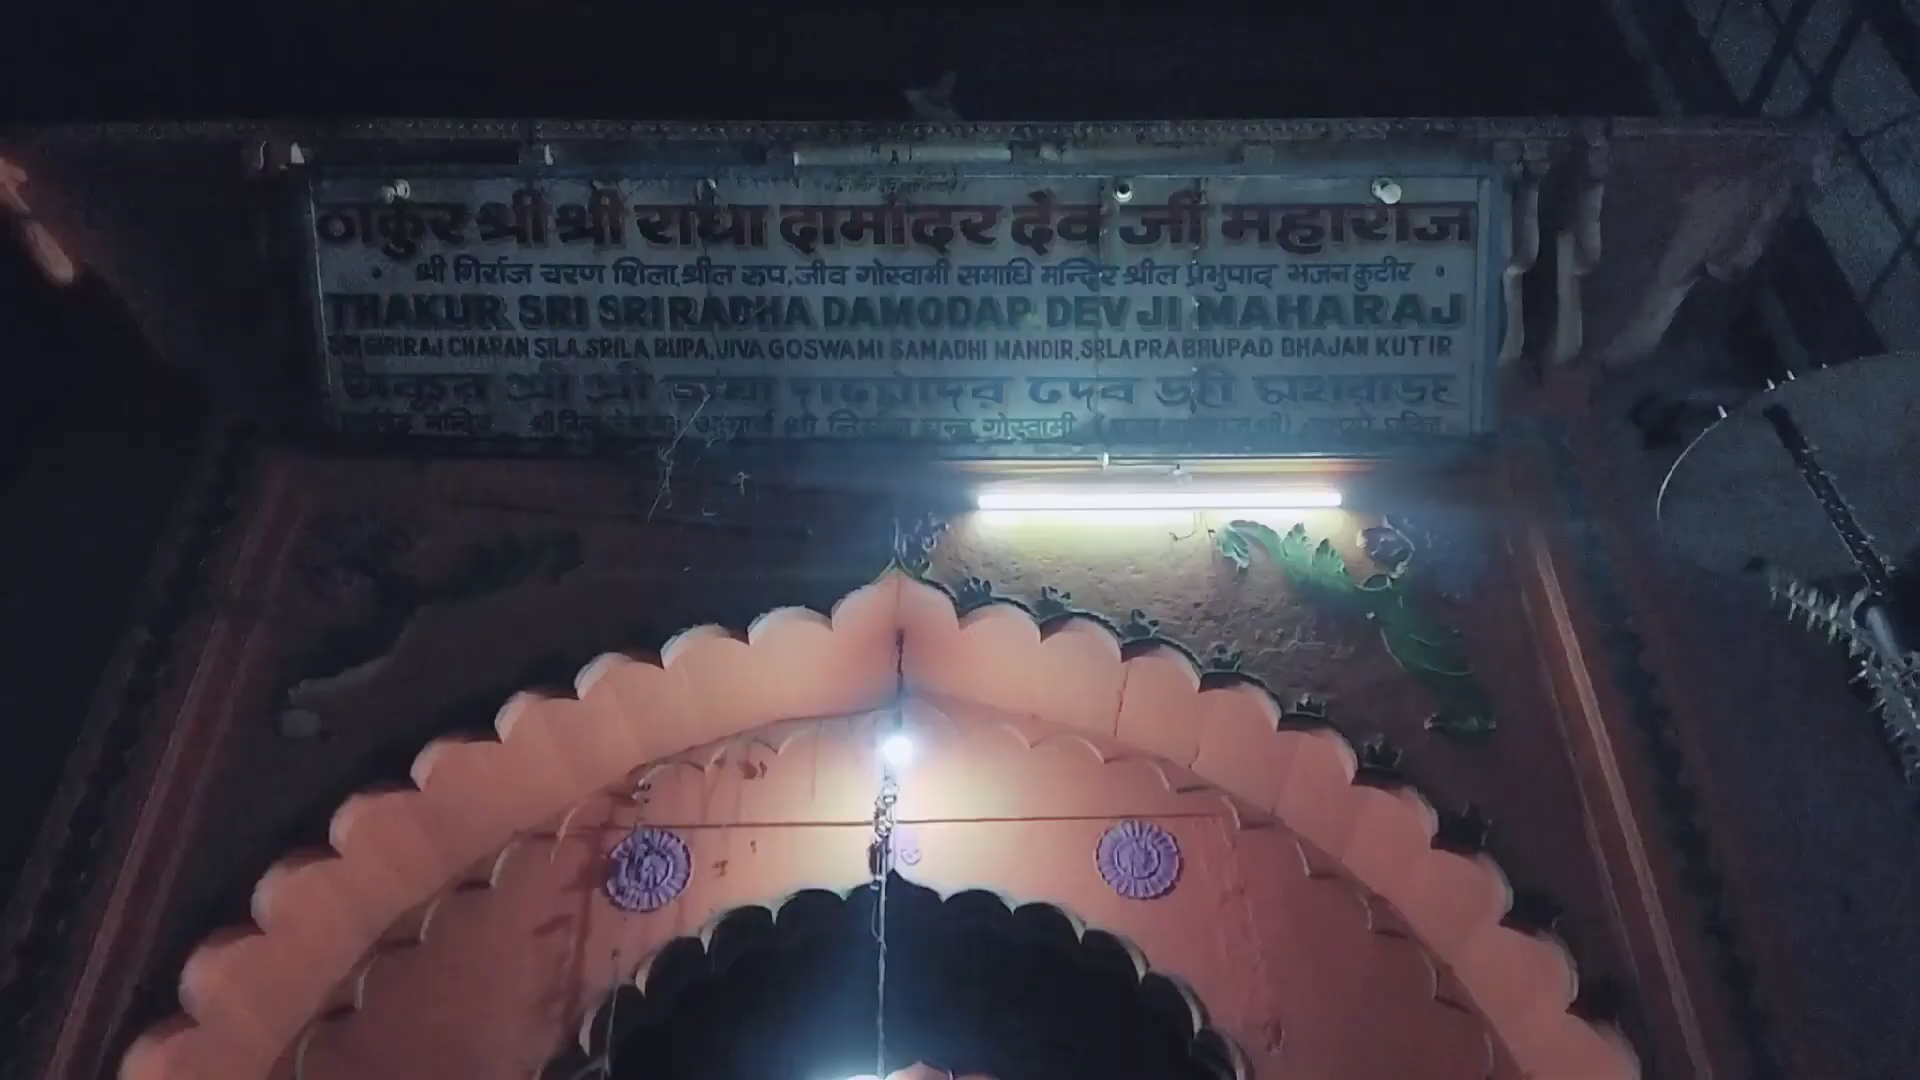 ठाकुर श्री श्री राधा दामोदर देव जी महाराज
श्री गिर्राज चरण शिला, श्रील रुप, जीव गोस्वामी समाधि मन्दिर श्रील प्रभुपाद भजन कुटीर
THAKUR SRI SRI RADHA DAMODAR DEV JI MAHARAJ
SRI GIRIRAJ CHARAN SILA, SRILA RUPA, JIVA GOSWAMI SAMADHI MANDIR, SRLA PRABHUPAD BHAJAN KUTIR
ঠাকুর শ্রী শ্রী রাধা দামোদর দেব জী মহারাজ
गोस्वामी